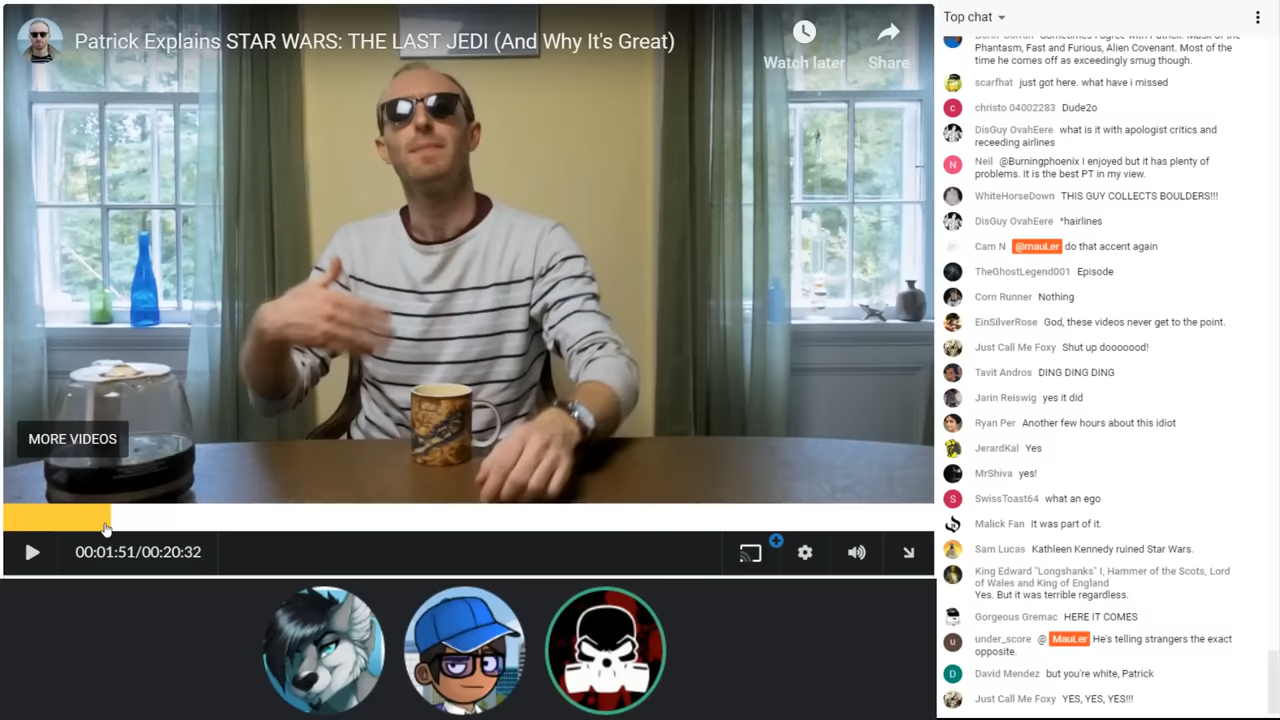 Patrick Explains STAR WARS: THE LAST JEDI (And Why It's Great)
Watch later
Share
MORE VIDEOS
00:01:51/00:20:32
Top chat
Phantasm, Fast and Furious, Alien Covenant. Most of the
time he comes off as exceedingly smug though.
scarfhat just got here. what have i missed
christo 04002283 Dude2o
DisGuy OvahEere what is it with apologist critics and
receeding airlines
Neil @Burningphoenix I enjoyed but it has plenty of
problems. It is the best PT in my view.
WhiteHorseDown THIS GUY COLLECTS BOULDERS!!!
DisGuy OvahEere *hairlines
Cam N @mauLer do that accent again
TheGhostLegend001 Episode
Corn Runner Nothing
EinSilverRose God, these videos never get to the point.
Just Call Me Foxy Shut up dooooood!
Tavit Andros DING DING DING
Jarin Reiswig yes it did
Ryan Per Another few hours about this idiot
JerardKal Yes
MrShiva yes!
SwissToast64 what an ego
Malick Fan It was part of it.
Sam Lucas Kathleen Kennedy ruined Star Wars.
King Edward "Longshanks" I, Hammer of the Scots, Lord
of Wales and King of England
Yes. But it was terrible regardless.
Gorgeous Gremac HERE IT COMES
under_score @ MauLer He's telling strangers the exact
opposite.
David Mendez but you're white, Patrick
Just Call Me Foxy YES, YES, YES!!!